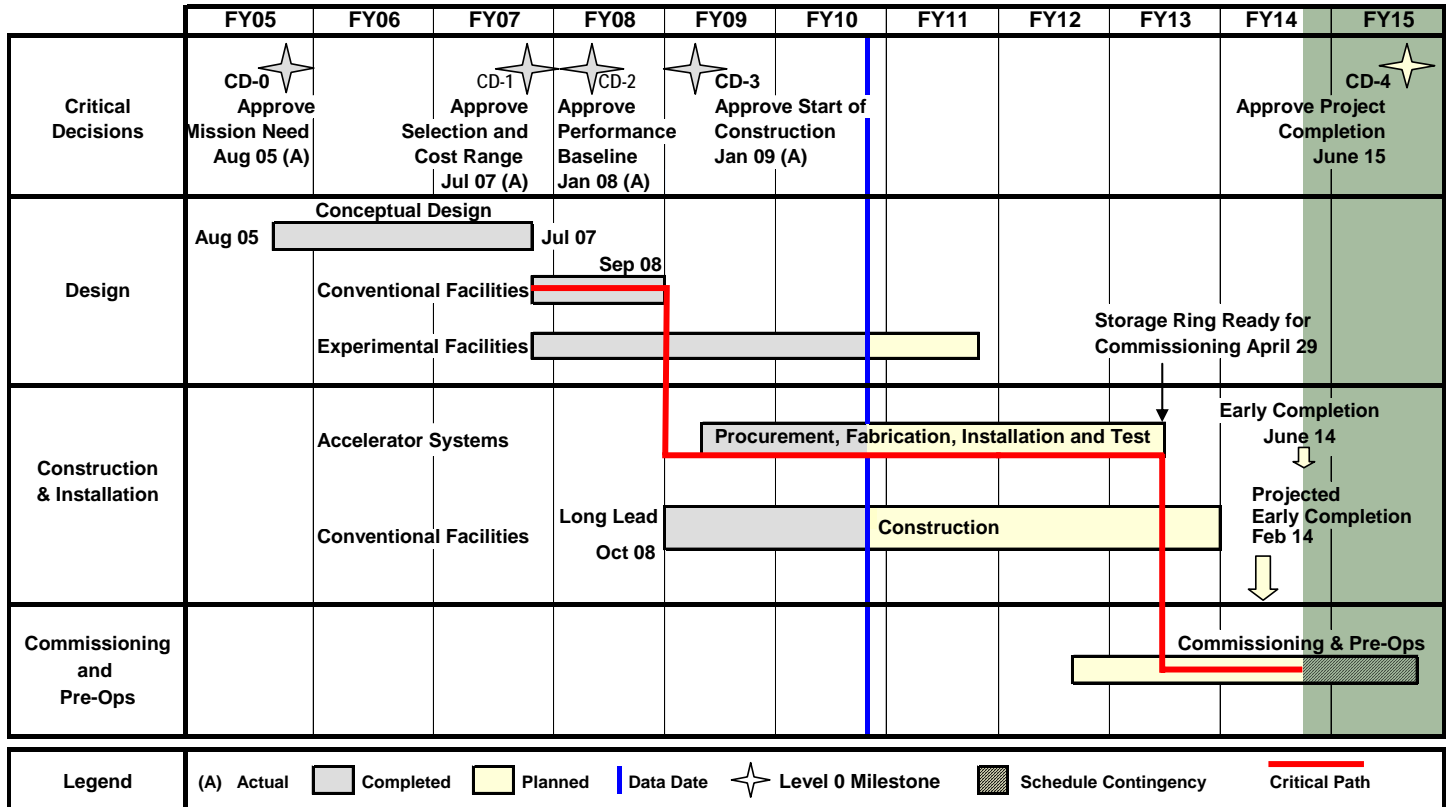 FY05 FY06 FY07 FY08 FY09 FY10 FY11 FY12 FY13 FY14 FY15
Critical
Decisions
CD-0
Approve
Mission Need
Aug 05 (A)
CD-1
Approve
Selection and
Cost Range
Jul 07 (A)
CD-2
Approve
Performance
Baseline
Jan 08 (A)
CD-3
Approve Start of
Construction
Jan 09 (A)
CD-4
Approve Project
Completion
June 15
Design
Conceptual Design
Aug 05
Jul 07
Sep 08
Conventional Facilities
Experimental Facilities
Storage Ring Ready for
Commissioning April 29
Construction
& Installation
Accelerator Systems
Procurement, Fabrication, Installation and Test
Early Completion
June 14
Conventional Facilities
Long Lead
Oct 08
Construction
Projected
Early Completion
Feb 14
Commissioning
and
Pre-Ops
Commissioning & Pre-Ops
Legend
(A) Actual
Completed
Planned
Data Date
Level 0 Milestone
Schedule Contingency
Critical Path